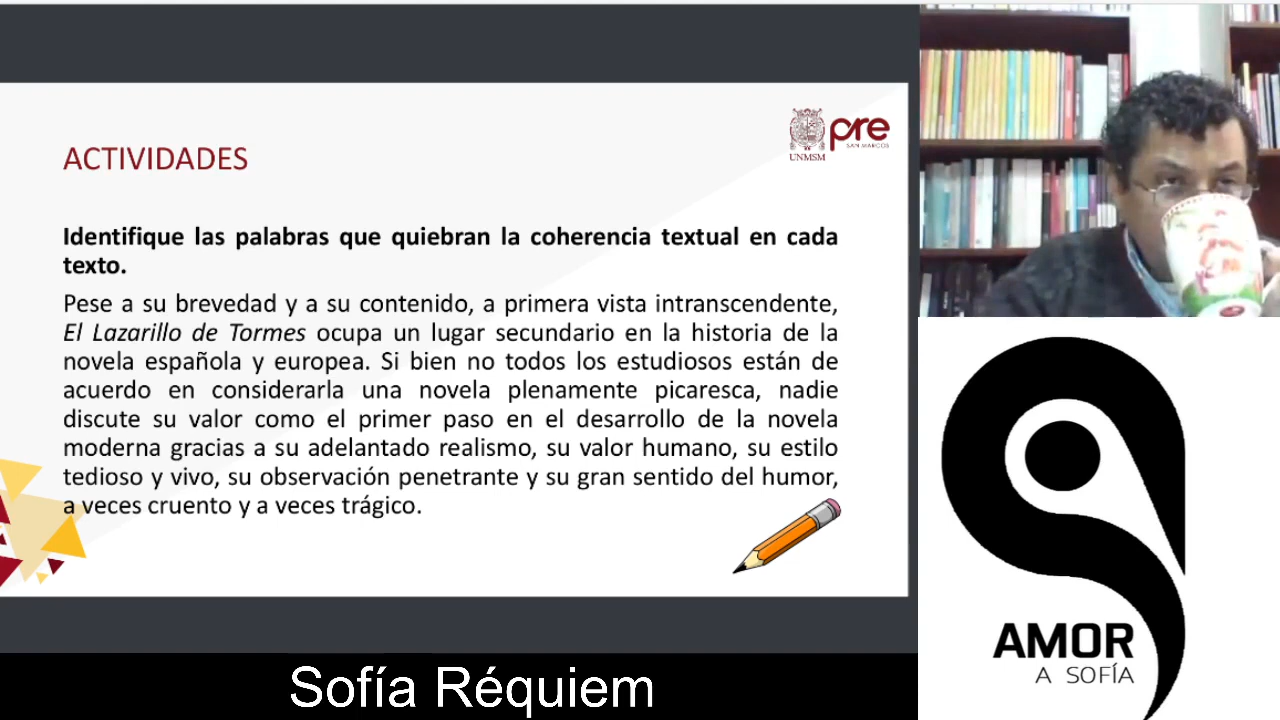 UNMSM
pre
SAN MARCOS
ACTIVIDADES
Identifique las palabras que quiebran la coherencia textual en cada
texto.
Pese a su brevedad y a su contenido, a primera vista intranscendente,
El Lazarillo de Tormes ocupa un lugar secundario en la historia de la
novela española y europea. Si bien no todos los estudiosos están de
acuerdo en considerarla una novela plenamente picaresca, nadie
discute su valor como el primer paso en el desarrollo de la novela
moderna gracias a su adelantado realismo, su valor humano, su estilo
tedioso y vivo, su observación penetrante y su gran sentido del humor,
a veces cruento y a veces trágico.
AMOR
A SOFÍA
Sofía Réquiem